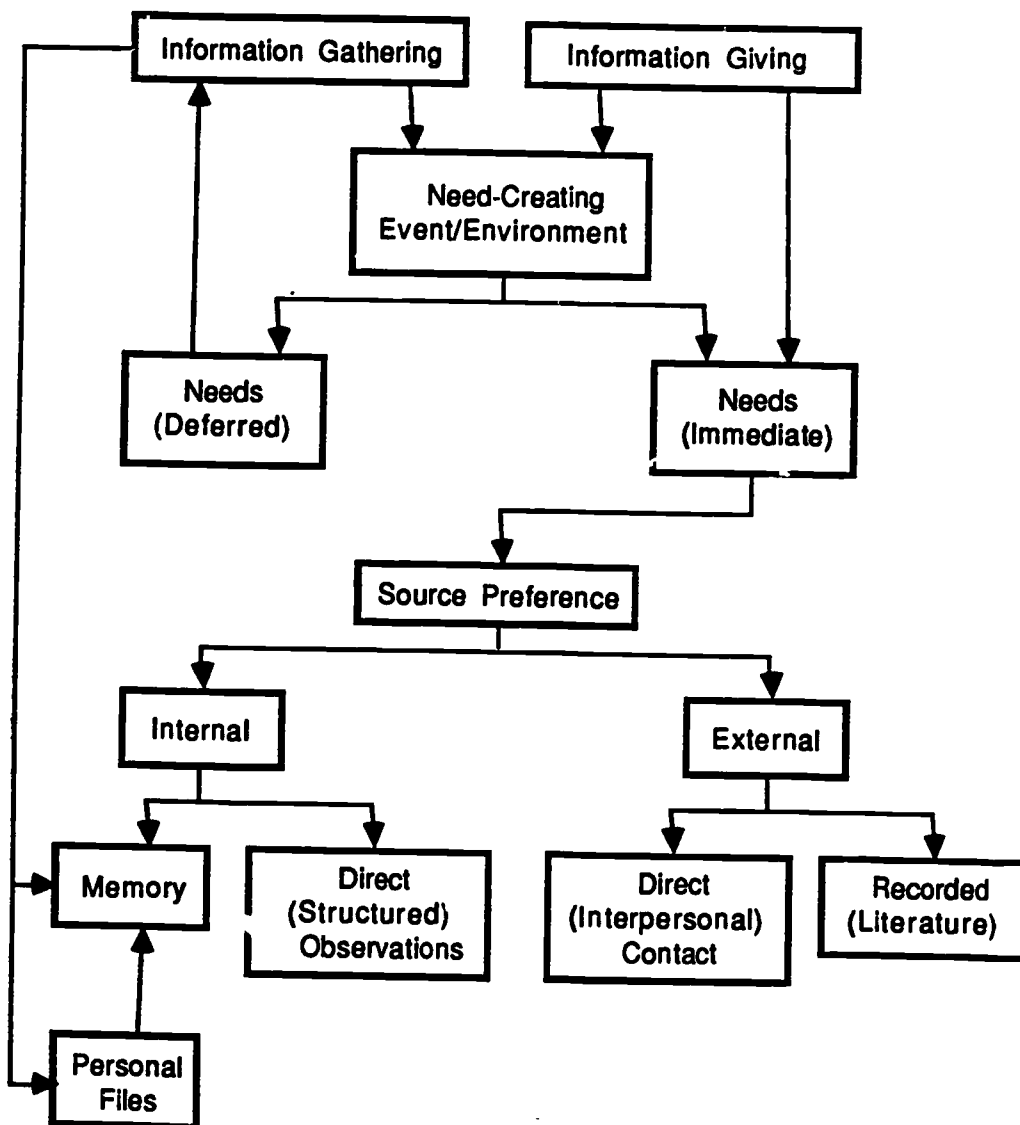 Information Gathering
Information Giving
Need-Creating
Event/Environment
Needs
(Deferred)
Needs
(Immediate)
Source Preference
Internal
External
Memory
Direct
(Structured)
Observations
Direct
(Interpersonal)
Contact
Recorded
(Literature)
Personal
Files